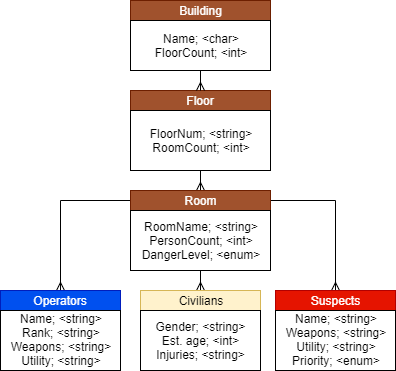 Building
Name; <char>
FloorCount; <int>
Floor
FloorNum; <string>
RoomCount; <int>
Room
RoomName; <string>
PersonCount; <int>
DangerLevel; <enum>
Operators
Name; <string>
Rank; <string>
Weapons; <string>
Utility; <string>
Civilians
Gender; <string>
Est. age; <int>
Injuries; <string>
Suspects
Name; <string>
Weapons; <string>
Utility; <string>
Priority; <enum>